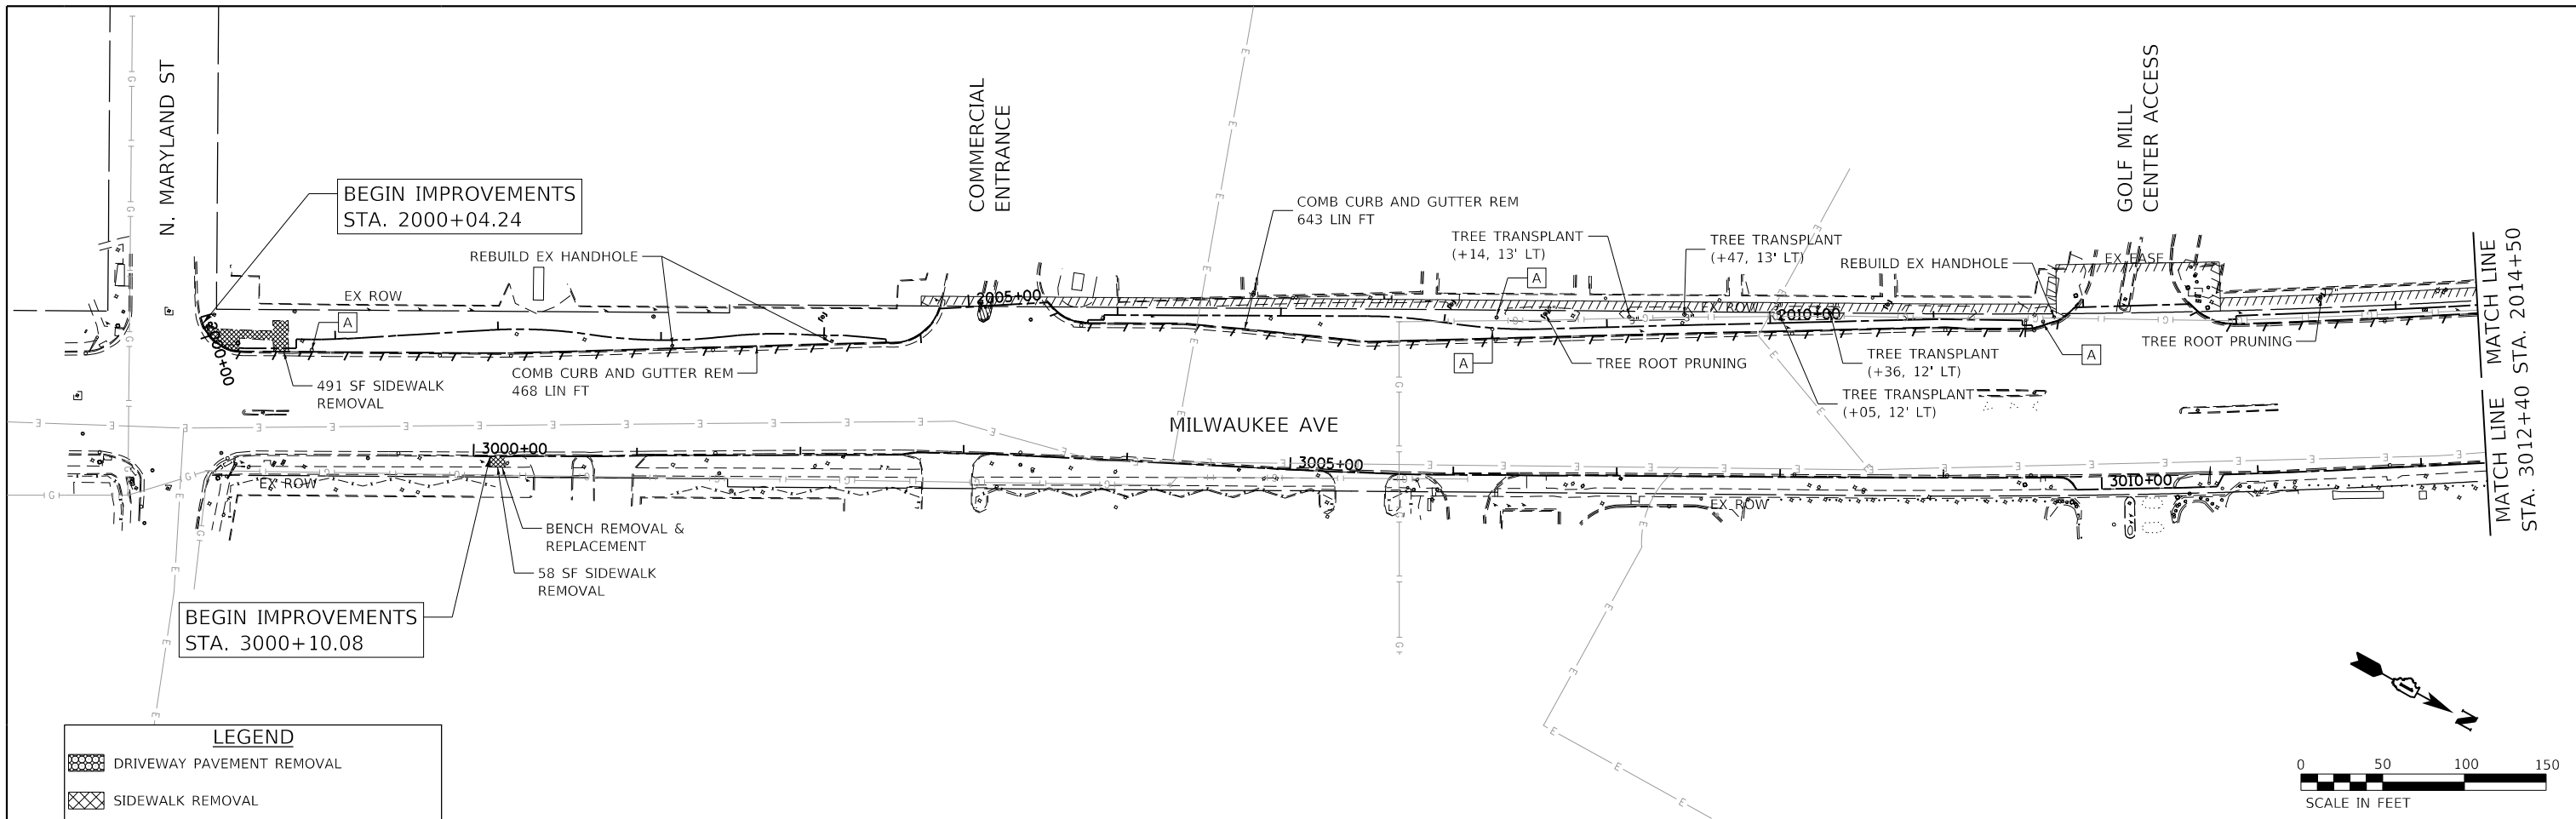 N. MARYLAND ST
COMMERCIAL
ENTRANCE
GOLF MILL
CENTER ACCESS
BEGIN IMPROVEMENTS
STA. 2000+04.24
REBUILD EX HANDHOLE
EX ROW
A
491 SF SIDEWALK
REMOVAL
2000+00
COMB CURB AND GUTTER REM
468 LIN FT
2005+00
COMB CURB AND GUTTER REM
643 LIN FT
TREE TRANSPLANT
(+14, 13' LT)
A
TREE TRANSPLANT
(+47, 13' LT)
REBUILD EX HANDHOLE
EX EASE
EX ROW
2010+00
A
TREE ROOT PRUNING
TREE TRANSPLANT
(+36, 12' LT)
TREE TRANSPLANT
(+05, 12' LT)
A
TREE ROOT PRUNING
MATCH LINE
STA. 2014+50
MATCH LINE
STA. 3012+40
MILWAUKEE AVE
3000+00
3005+00
3010+00
EX ROW
EX ROW
BENCH REMOVAL &
REPLACEMENT
58 SF SIDEWALK
REMOVAL
BEGIN IMPROVEMENTS
STA. 3000+10.08
LEGEND
DRIVEWAY PAVEMENT REMOVAL
SIDEWALK REMOVAL
N
0 50 100 150
SCALE IN FEET